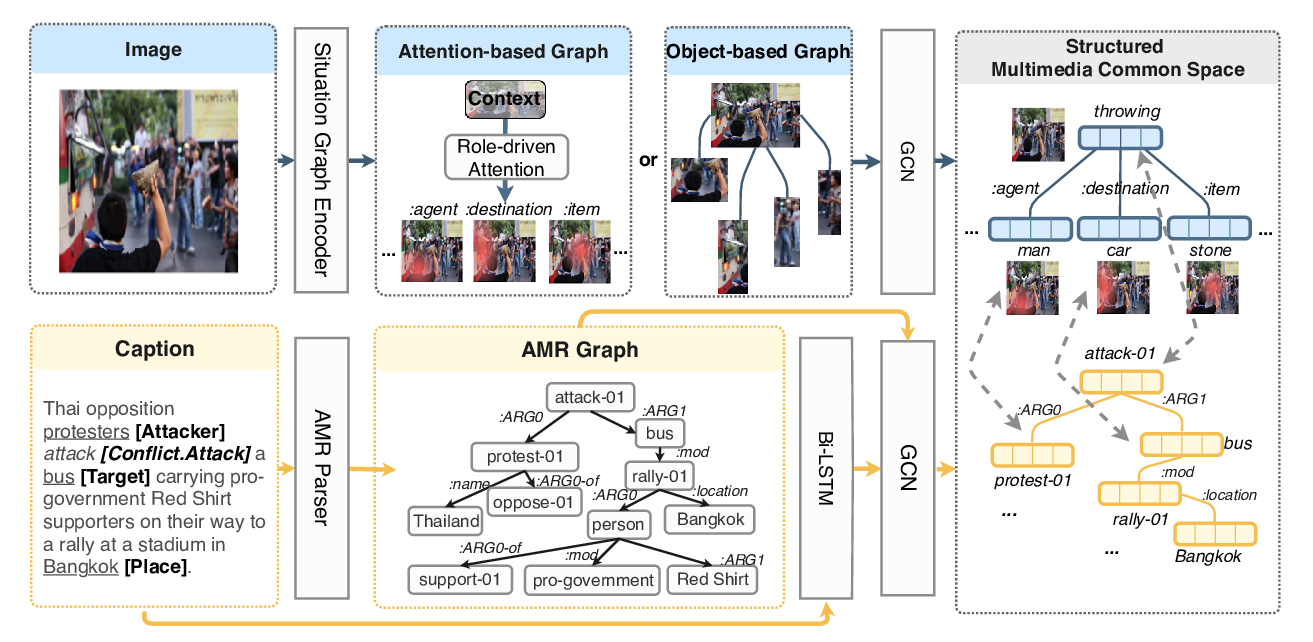 Image
Situation Graph Encoder
Attention-based Graph
Context
Role-driven
Attention
:agent :destination :item
... ...
or
Object-based Graph
GCN
Structured
Multimedia Common Space
throwing
:agent :destination :item
... ...
man car stone
Caption
Thai opposition
protesters [Attacker]
attack [Conflict.Attack] a
bus [Target] carrying pro-
government Red Shirt
supporters on their way to
a rally at a stadium in
Bangkok [Place].
AMR Parser
AMR Graph
attack-01
:ARG0 :ARG1
bus
protest-01 :mod
:name :ARG0-of rally-01
oppose-01 :ARG0 :location
Thailand person Bangkok
:ARG0-of :mod :ARG1
support-01 pro-government Red Shirt
Bi-LSTM
GCN
attack-01
:ARG0 :ARG1
bus
protest-01 :mod
... rally-01 :location
... Bangkok